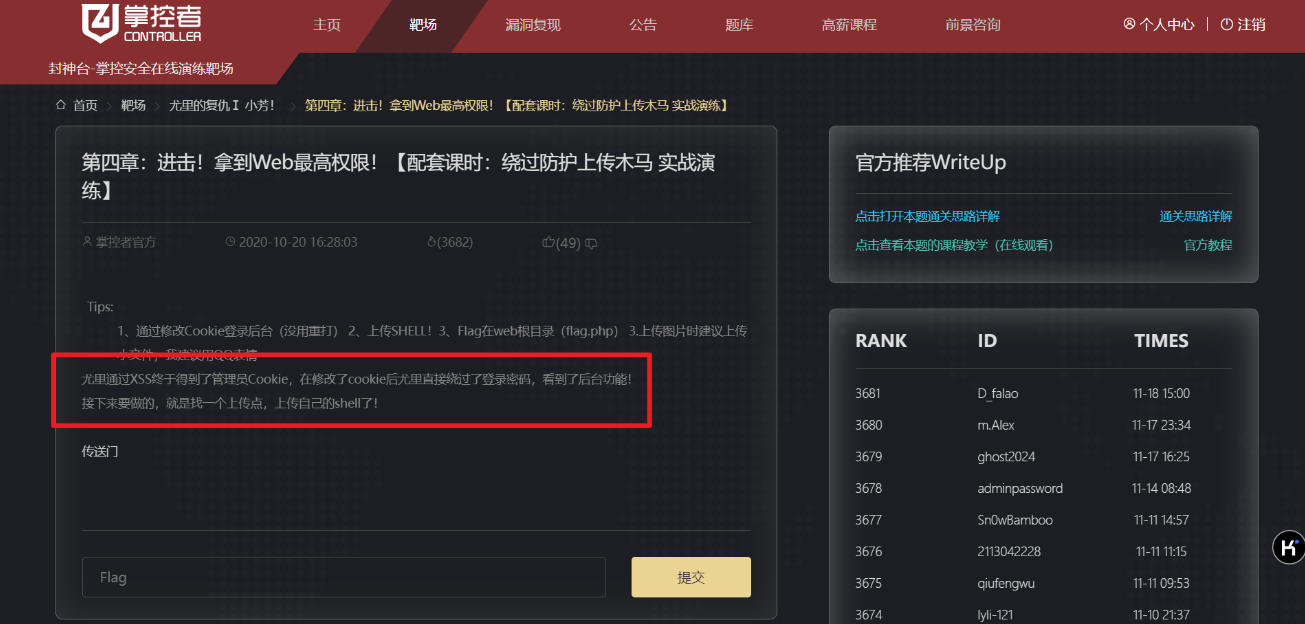 掌控者
CONTROLLER
主页
靶场
漏洞复现
公告
题库
高薪课程
前景咨询
个人中心
注销
封神台-掌控安全在线演练靶场
首页 > 靶场 > 尤里的复仇Ⅰ 小芳! > 第四章:进击!拿到Web最高权限!【配套课时:绕过防护上传木马 实战演练】
第四章:进击!拿到Web最高权限!【配套课时:绕过防护上传木马 实战演
练】
掌控者官方
2020-10-20 16:28:03
(3682)
(49)
Tips:
1、通过修改Cookie登录后台(没用重打) 2、上传SHELL!3、Flag在web根目录(flag.php) 3.上传图片时建议上传
小文件,我建议用QQ表情
尤里通过XSS终于得到了管理员Cookie,在修改了cookie后尤里直接绕过了登录密码,看到了后台功能!
接下来要做的,就是找一个上传点,上传自己的shell了!
传送门
Flag
提交
官方推荐WriteUp
点击打开本题通关思路详解
通关思路详解
点击查看本题的课程教学(在线观看)
官方教程
RANK ID TIMES
3681 D_falao 11-18 15:00
3680 m.Alex 11-17 23:34
3679 ghost2024 11-17 16:25
3678 adminpassword 11-14 08:48
3677 Sn0wBamboo 11-11 14:57
3676 2113042228 11-11 11:15
3675 qiufengwu 11-11 09:53
3674 lyli-121 11-10 21:37
K